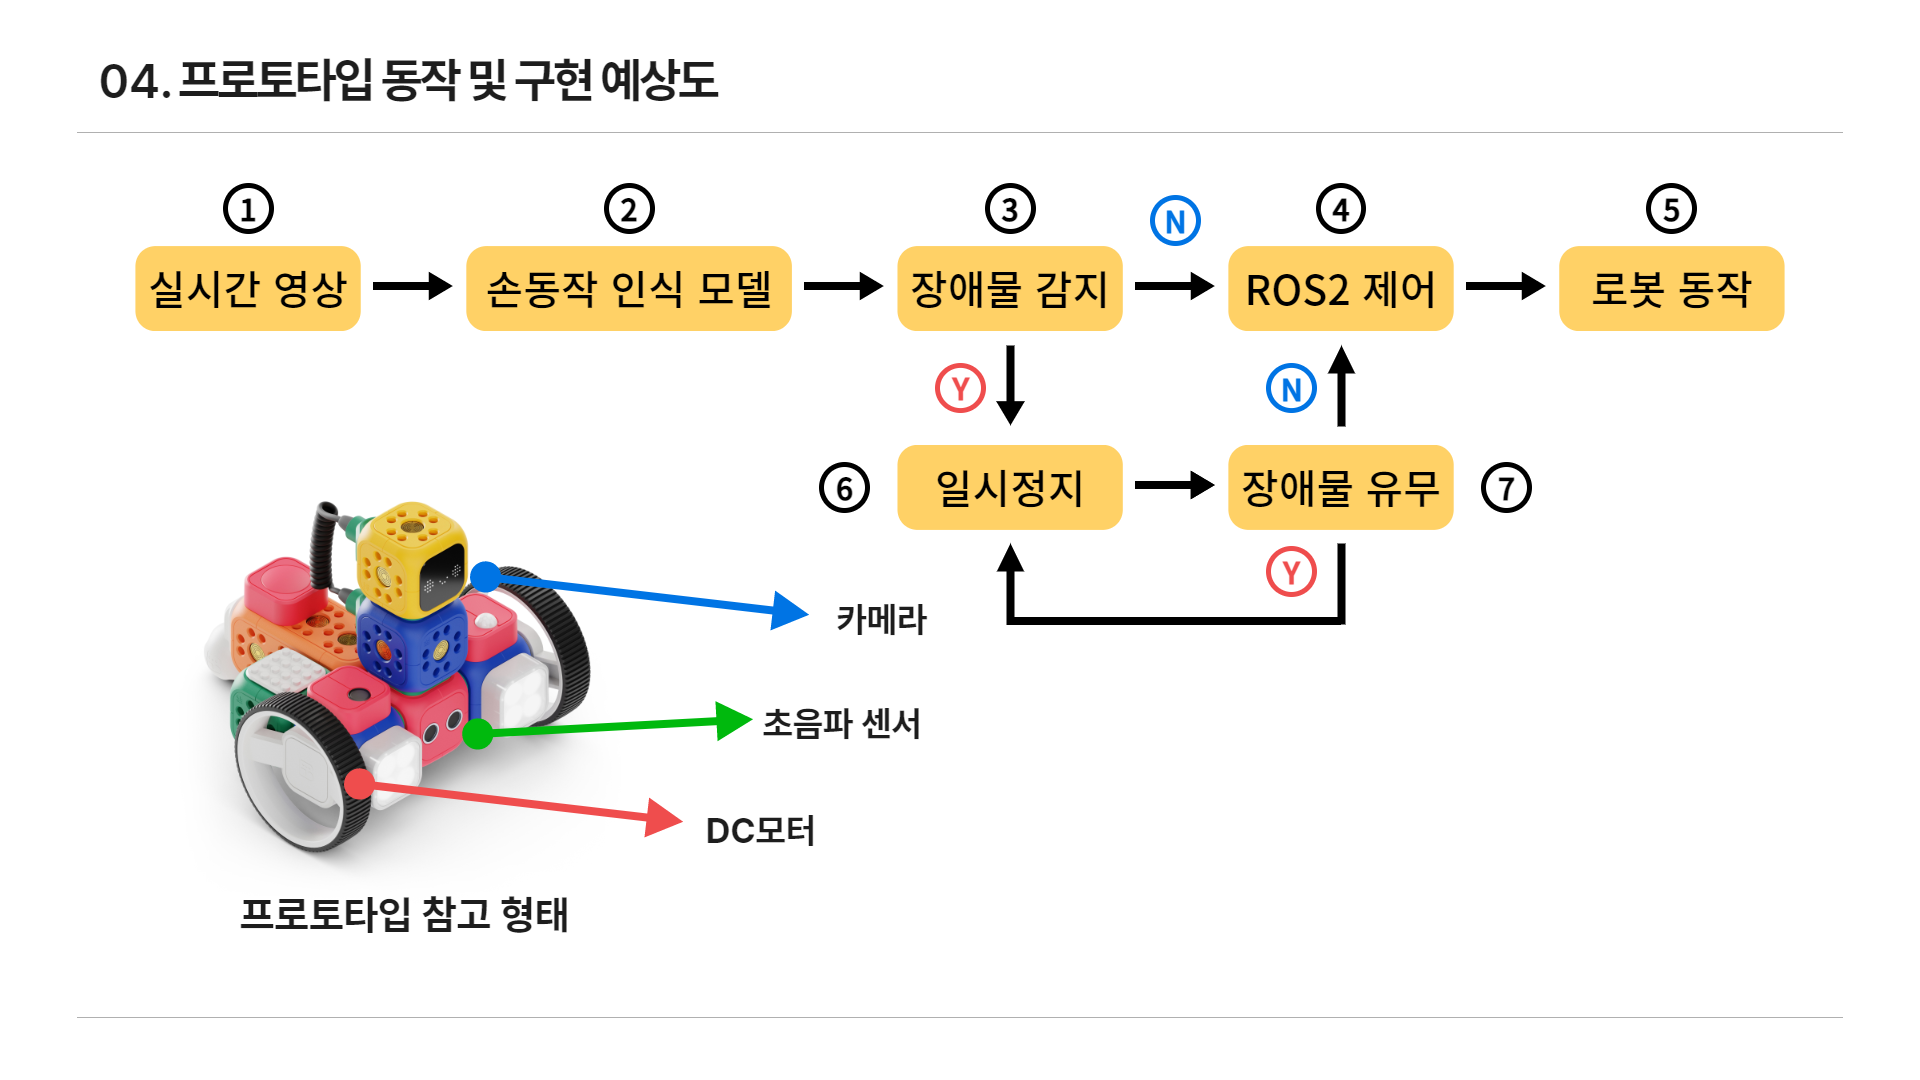 04. 프로토타입 동작 및 구현 예상도
1
2
3
N
4
5
실시간 영상
손동작 인식 모델
장애물 감지
ROS2 제어
로봇 동작
Y
N
6
일시정지
장애물 유무
7
Y
카메라
초음파 센서
DC모터
프로토타입 참고 형태